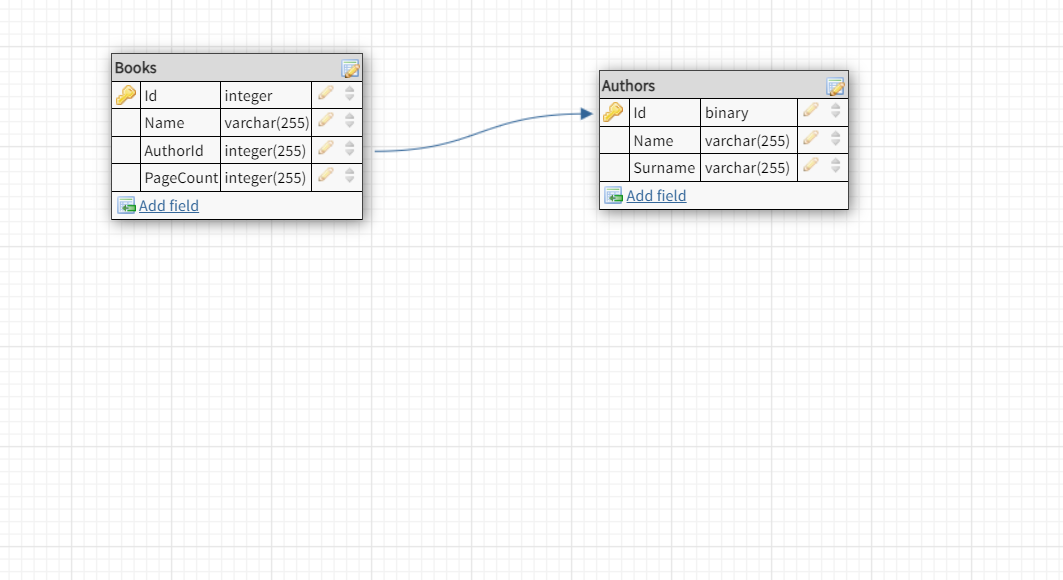 Books
Id integer
Name varchar(255)
AuthorId integer(255)
PageCount integer(255)
Add field
Authors
Id binary
Name varchar(255)
Surname varchar(255)
Add field